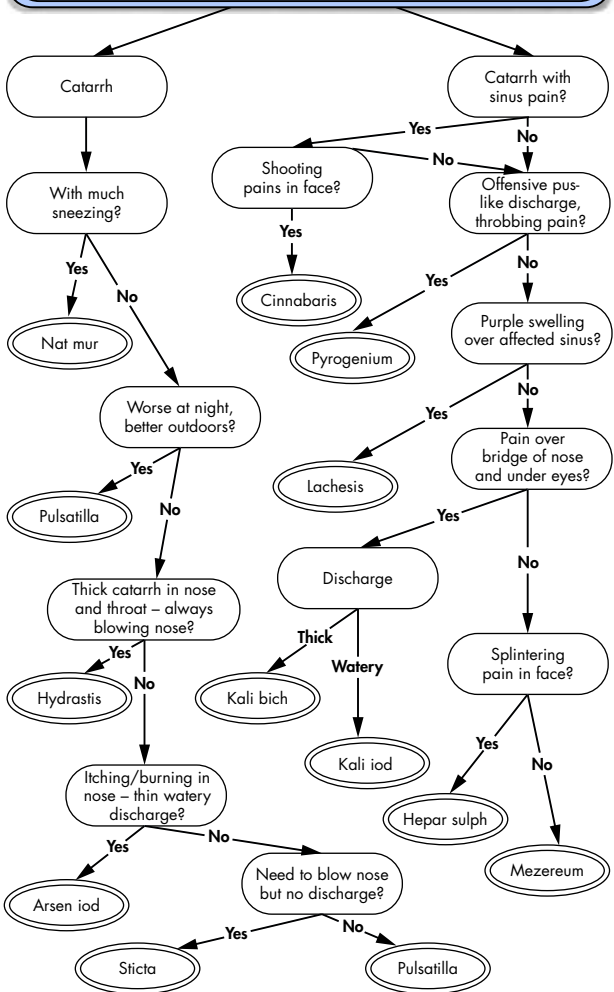 Catarrh
Catarrh with
sinus pain?
Yes
No
Shooting
pains in face?
No
With much
sneezing?
Offensive pus-
like discharge,
throbbing pain?
Yes
Yes
No
Yes
No
Cinnabaris
Nat mur
Pyrogenium
Purple swelling
over affected sinus?
Worse at night,
better outdoors?
Yes
No
Pain over
bridge of nose
and under eyes?
Yes
Lachesis
Pulsatilla
No
Yes
No
Discharge
Thick catarrh in nose
and throat – always
blowing nose?
Thick
Yes
Watery
Splintering
pain in face?
Hydrastis
No
Kali bich
Kali iod
Yes
No
Itching/burning in
nose – thin watery
discharge?
Hepar sulph
Yes
No
Need to blow nose
but no discharge?
Mezereum
Arsen iod
Yes
No
Sticta
Pulsatilla